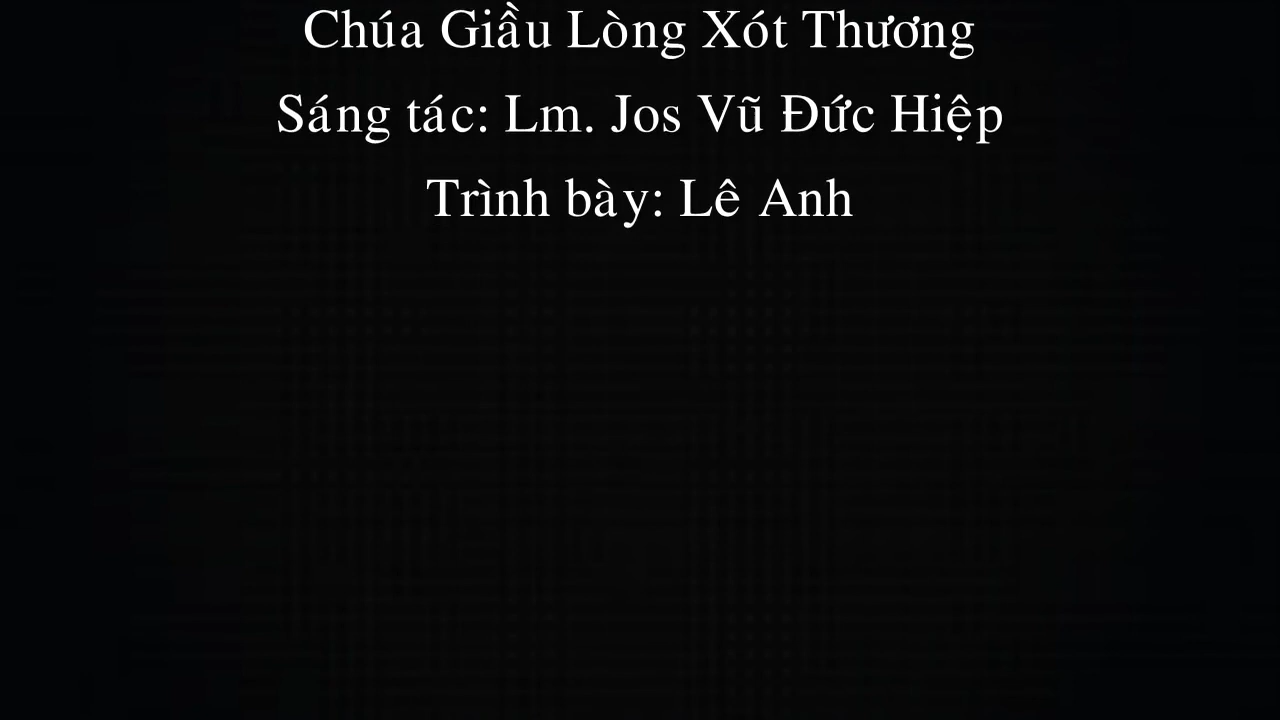 Chúa Giầu Lòng Xót Thương
Sáng tác: Lm. Jos Vũ Đức Hiệp
Trình bày: Lê Anh